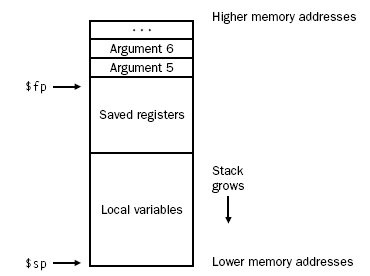 Higher memory addresses
...
Argument 6
Argument 5
$fp
Saved registers
Stack
grows
Local variables
$sp
Lower memory addresses